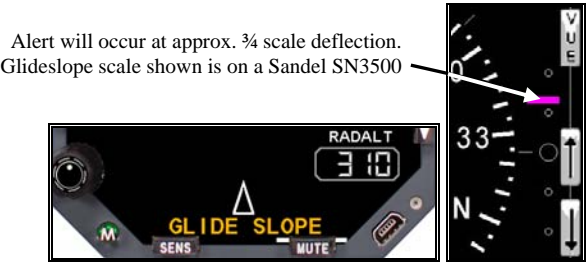 Alert will occur at approx. ¾ scale deflection.
Glideslope scale shown is on a Sandel SN3500
RADALT
310
GLIDE SLOPE
M
SENS
MUTE
V
U
E
33
N